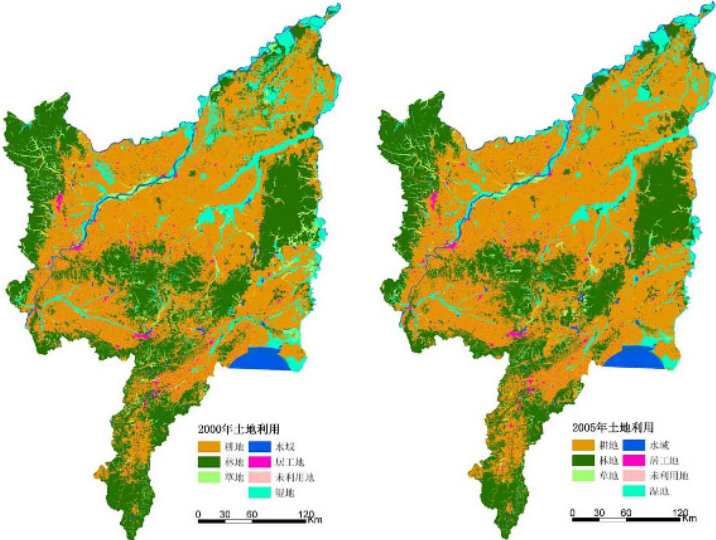 2000年土地利用
耕地 水域
林地 居工地
草地 未利用地
湿地
0 30 60 120
Km
2005年土地利用
耕地 水域
林地 居工地
草地 未利用地
湿地
0 30 60 120
Km